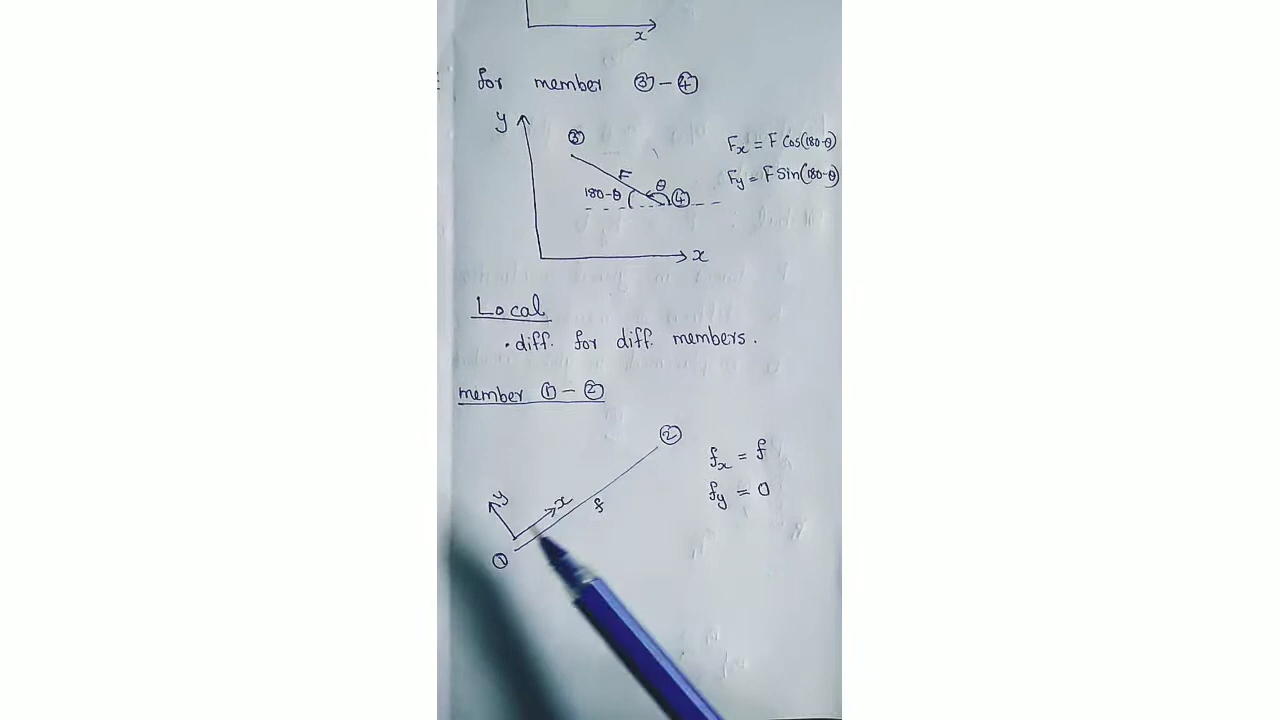 x
for member ③-④
y
③
Fx = F Cos(180-θ)
F
Fy = F Sin(180-θ)
θ
180-θ
④
x
Local
• diff. for diff. members.
member ①-②
②
fx = f
fy = 0
y
x
f
①